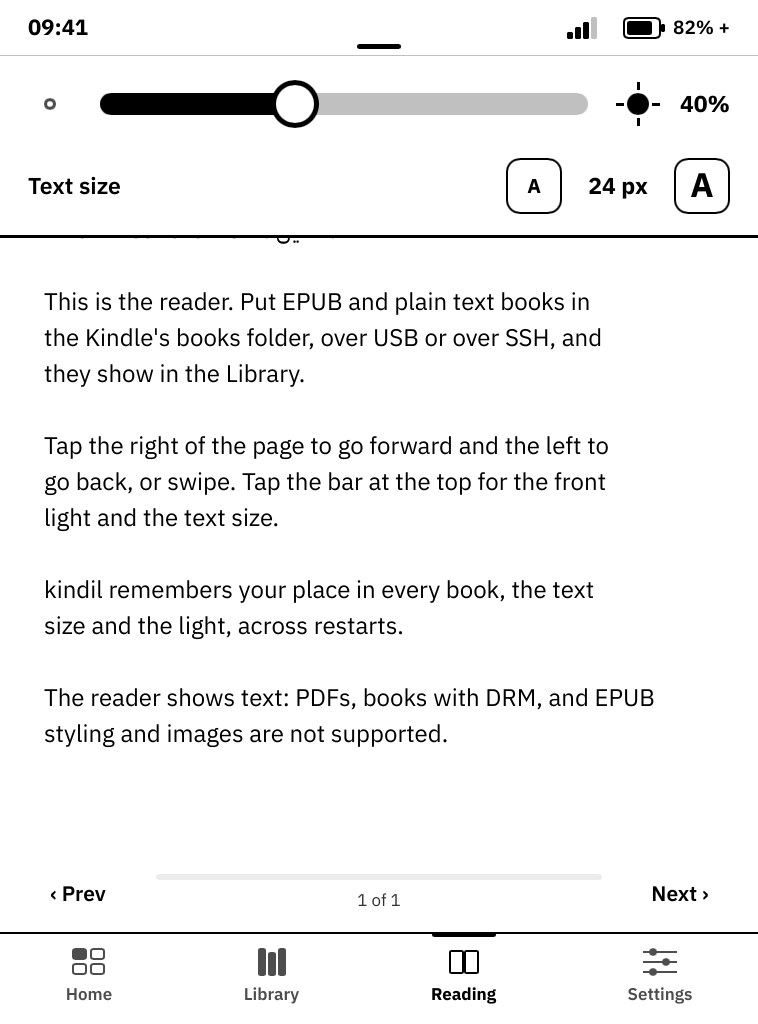 09:41
82% +
40%
Text size
A
24 px
A
This is the reader. Put EPUB and plain text books in
the Kindle's books folder, over USB or over SSH, and
they show in the Library.
Tap the right of the page to go forward and the left to
go back, or swipe. Tap the bar at the top for the front
light and the text size.
kindil remembers your place in every book, the text
size and the light, across restarts.
The reader shows text: PDFs, books with DRM, and EPUB
styling and images are not supported.
‹ Prev
1 of 1
Next ›
Home
Library
Reading
Settings